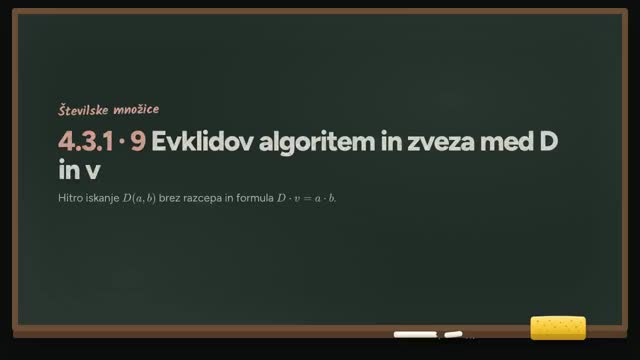 Številske množice
4.3.1 · 9 Evklidov algoritem in zveza med D
in v
Hitro iskanje D(a, b) brez razcepa in formula D · v = a · b.